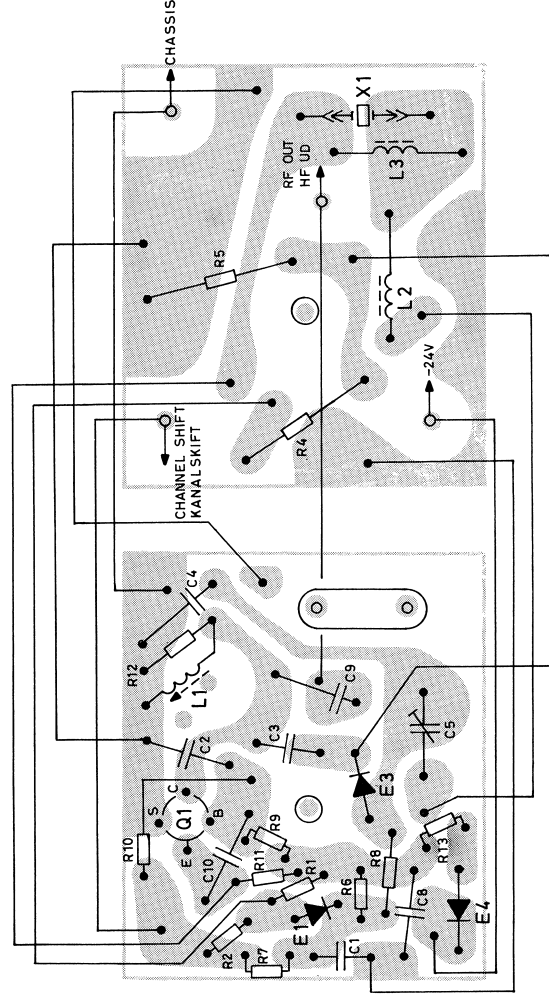 CHASSIS
X1
RF OUT
HF UD
L3
R5
L2
-24V
R4
CHANNEL SHIFT
KANALSKIFT
C4
R12
L1
C9
C2
C3
C5
S
C
Q1
B
E
R10
E3
R9
C10
R11
R1
R13
R8
R6
C8
E1
E4
R2
R7
C1